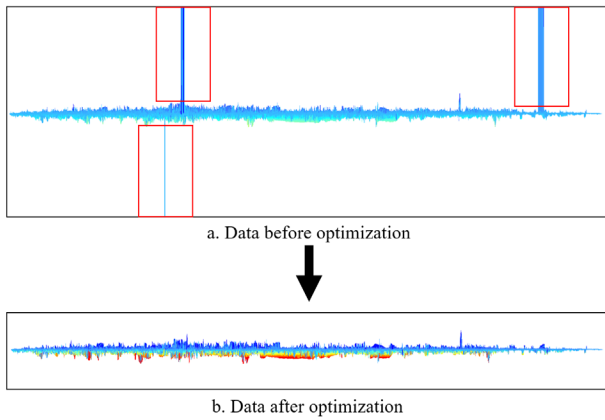 a. Data before optimization
b. Data after optimization